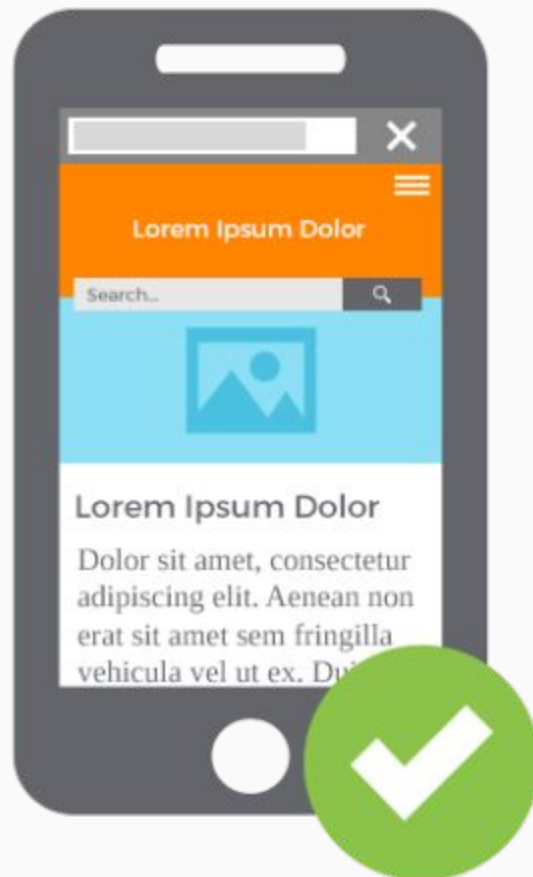 Lorem Ipsum Dolor
Search...
Lorem Ipsum Dolor
Dolor sit amet, consectetur
adipiscing elit. Aenean non
erat sit amet sem fringilla
vehicula vel ut ex.